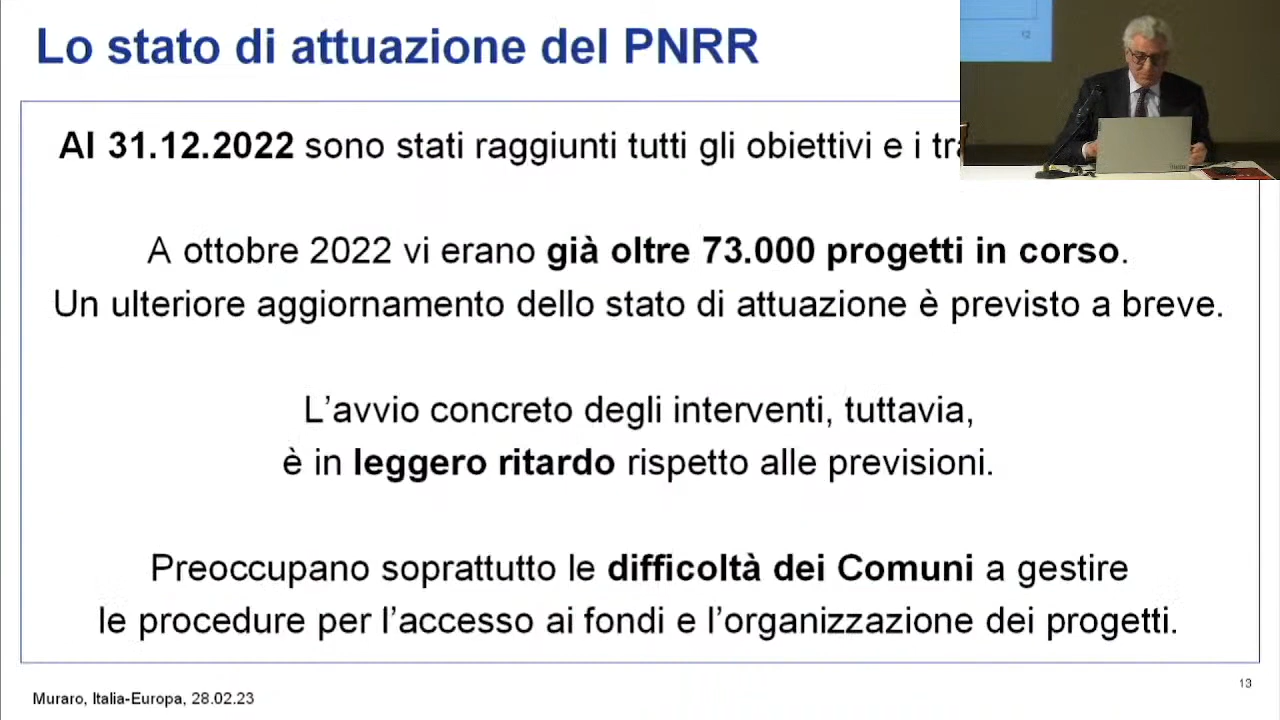 Lo stato di attuazione del PNRR
Al 31.12.2022 sono stati raggiunti tutti gli obiettivi e i
A ottobre 2022 vi erano già oltre 73.000 progetti in corso.
Un ulteriore aggiornamento dello stato di attuazione è previsto a breve.
L'avvio concreto degli interventi, tuttavia,
è in leggero ritardo rispetto alle previsioni.
Preoccupano soprattutto le difficoltà dei Comuni a gestire
le procedure per l'accesso ai fondi e l'organizzazione dei progetti.
Muraro, Italia-Europa, 28.02.23
13